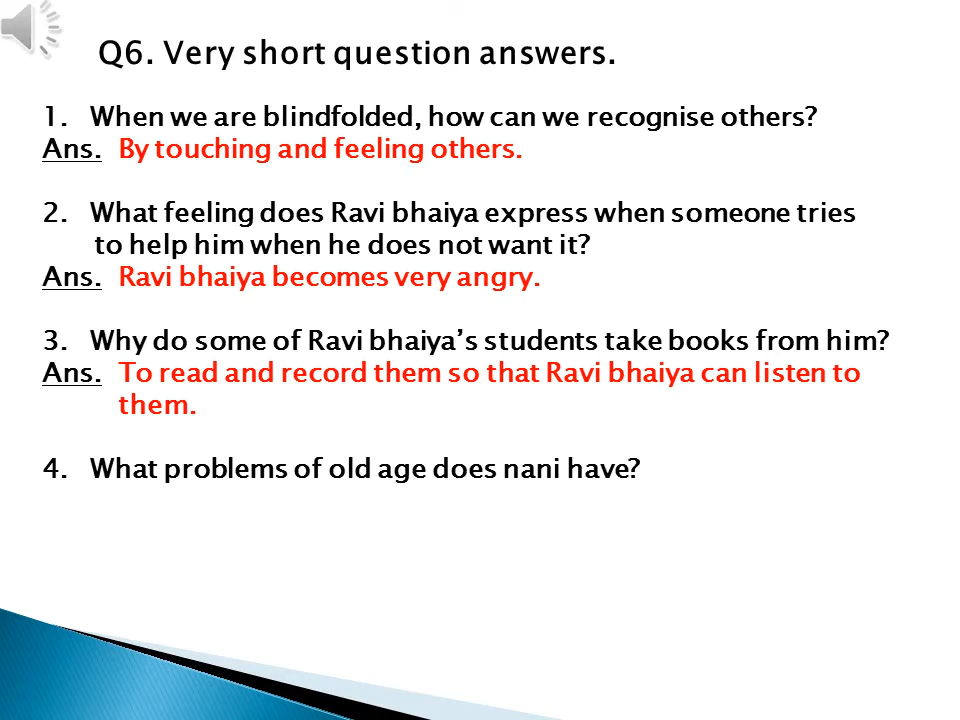 Q6. Very short question answers.
1. When we are blindfolded, how can we recognise others?
Ans. By touching and feeling others.
2. What feeling does Ravi bhaiya express when someone tries
to help him when he does not want it?
Ans. Ravi bhaiya becomes very angry.
3. Why do some of Ravi bhaiya’s students take books from him?
Ans. To read and record them so that Ravi bhaiya can listen to
them.
4. What problems of old age does nani have?